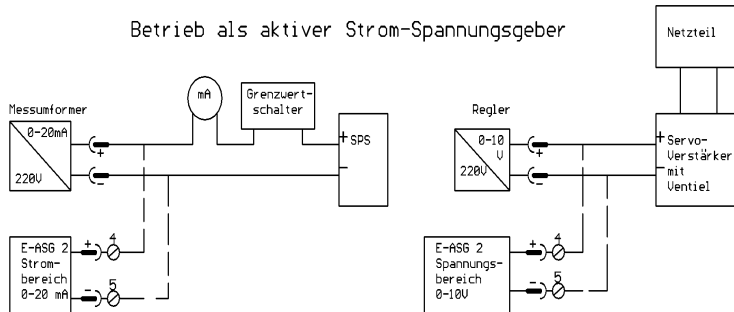 Betrieb als aktiver Strom-Spannungsgeber
Messumformer
0-20mA
220V
+
-
mA
Grenzwert-
schalter
+
-
SPS
E-ASG 2
Strom-
bereich
0-20 mA
+
4
-
5
Netzteil
Regler
0-10
V
220V
+
-
+
-
Servo-
Verstärker
mit
Ventiel
E-ASG 2
Spannungs-
bereich
0-10V
+
4
-
5